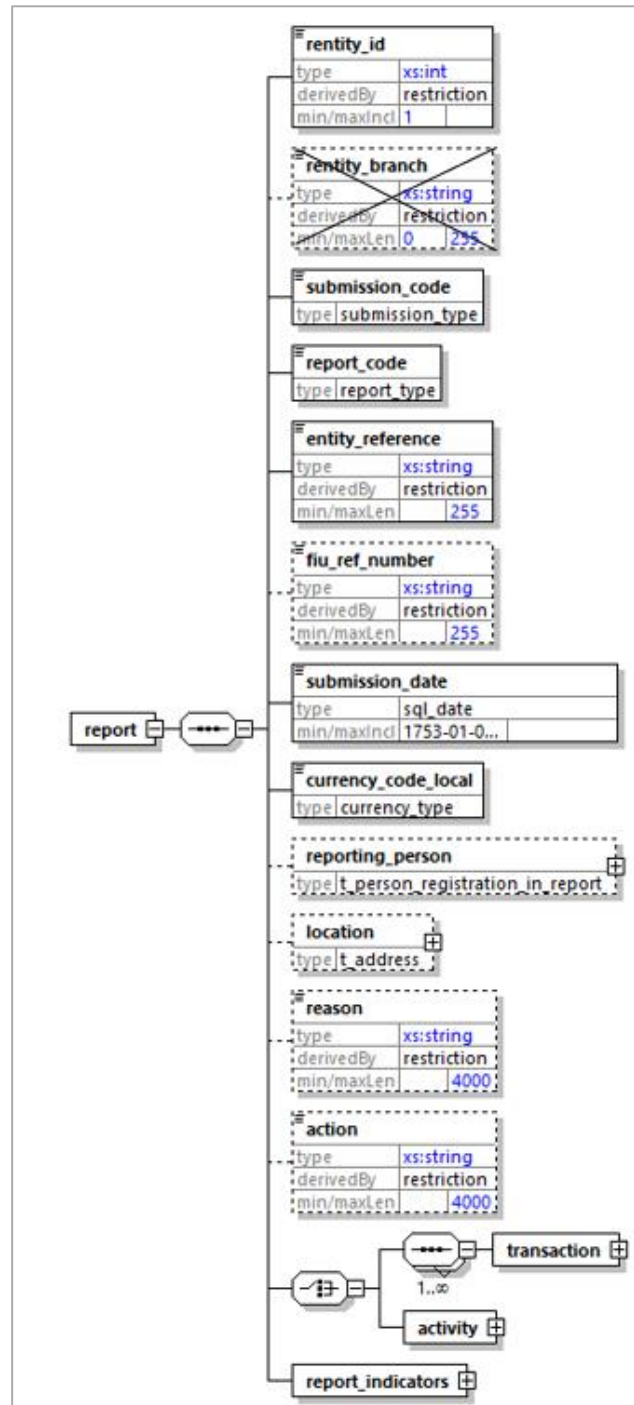 rentity_id
type xs:int
derivedBy restriction
min/maxIncl 1
rentity_branch
type xs:string
derivedBy restriction
min/maxLen 0 255
submission_code
type submission_type
report_code
type report_type
entity_reference
type xs:string
derivedBy restriction
min/maxLen 255
fiu_ref_number
type xs:string
derivedBy restriction
min/maxLen 255
submission_date
type sql_date
min/maxIncl 1753-01-0...
report
currency_code_local
type currency_type
reporting_person
type t_person_registration_in_report
location
type t_address
reason
type xs:string
derivedBy restriction
min/maxLen 4000
action
type xs:string
derivedBy restriction
min/maxLen 4000
transaction
1..∞
activity
report_indicators